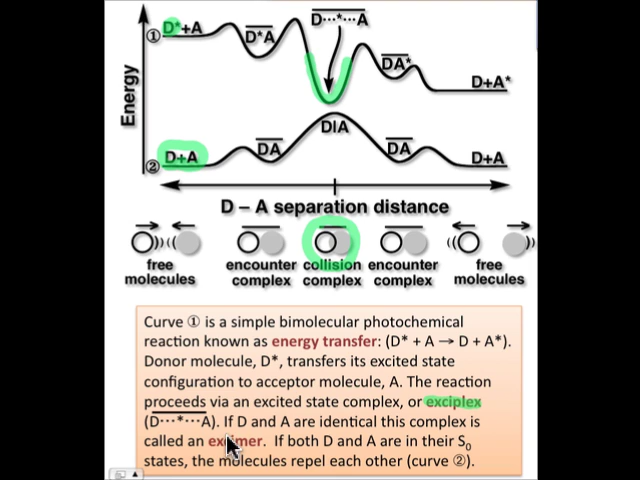 D···*···A
① D*+A
D*A
DA*
D+A*
Energy
DIA
② D+A
DA
DA
D+A
D – A separation distance
free molecules
encounter complex
collision complex
encounter complex
free molecules
Curve ① is a simple bimolecular photochemical
reaction known as energy transfer: (D* + A → D + A*).
Donor molecule, D*, transfers its excited state
configuration to acceptor molecule, A. The reaction
proceeds via an excited state complex, or exciplex
(D···*···A). If D and A are identical this complex is
called an excimer. If both D and A are in their S₀
states, the molecules repel each other (curve ②).